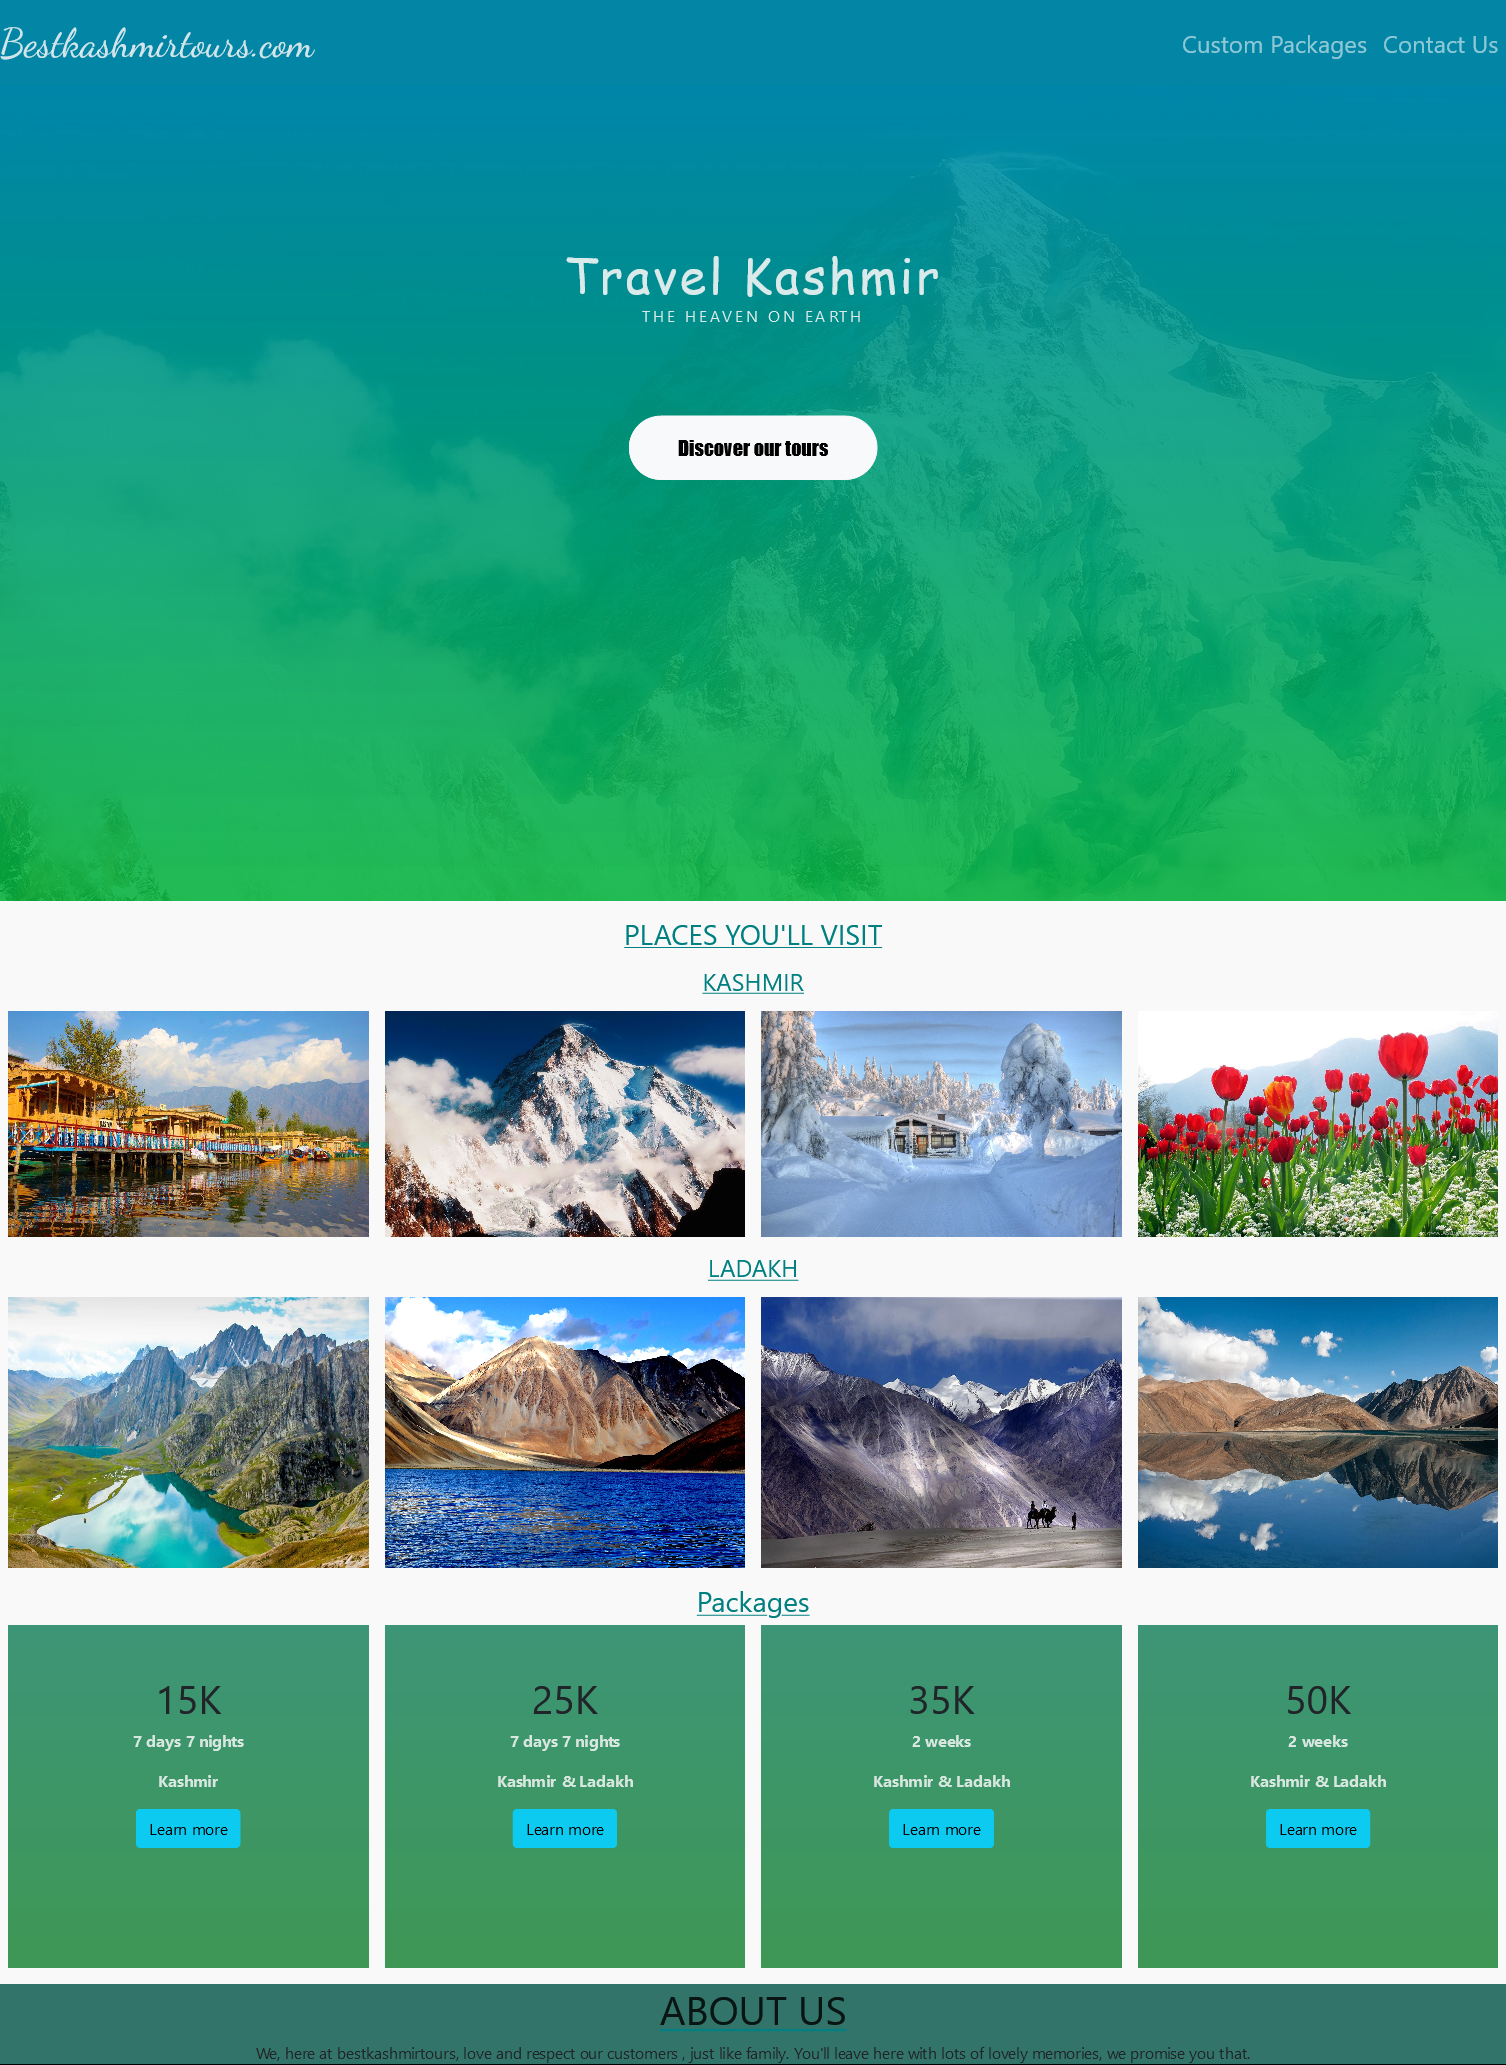 Bestkashmirtours.com
Custom Packages Contact Us
Travel Kashmir
THE HEAVEN ON EARTH
Discover our tours
PLACES YOU'LL VISIT
KASHMIR
LADAKH
Packages
15K
7 days 7 nights
Kashmir
Learn more
25K
7 days 7 nights
Kashmir & Ladakh
Learn more
35K
2 weeks
Kashmir & Ladakh
Learn more
50K
2 weeks
Kashmir & Ladakh
Learn more
ABOUT US
We, here at bestkashmirtours, love and respect our customers , just like family. You'll leave here with lots of lovely memories, we promise you that.